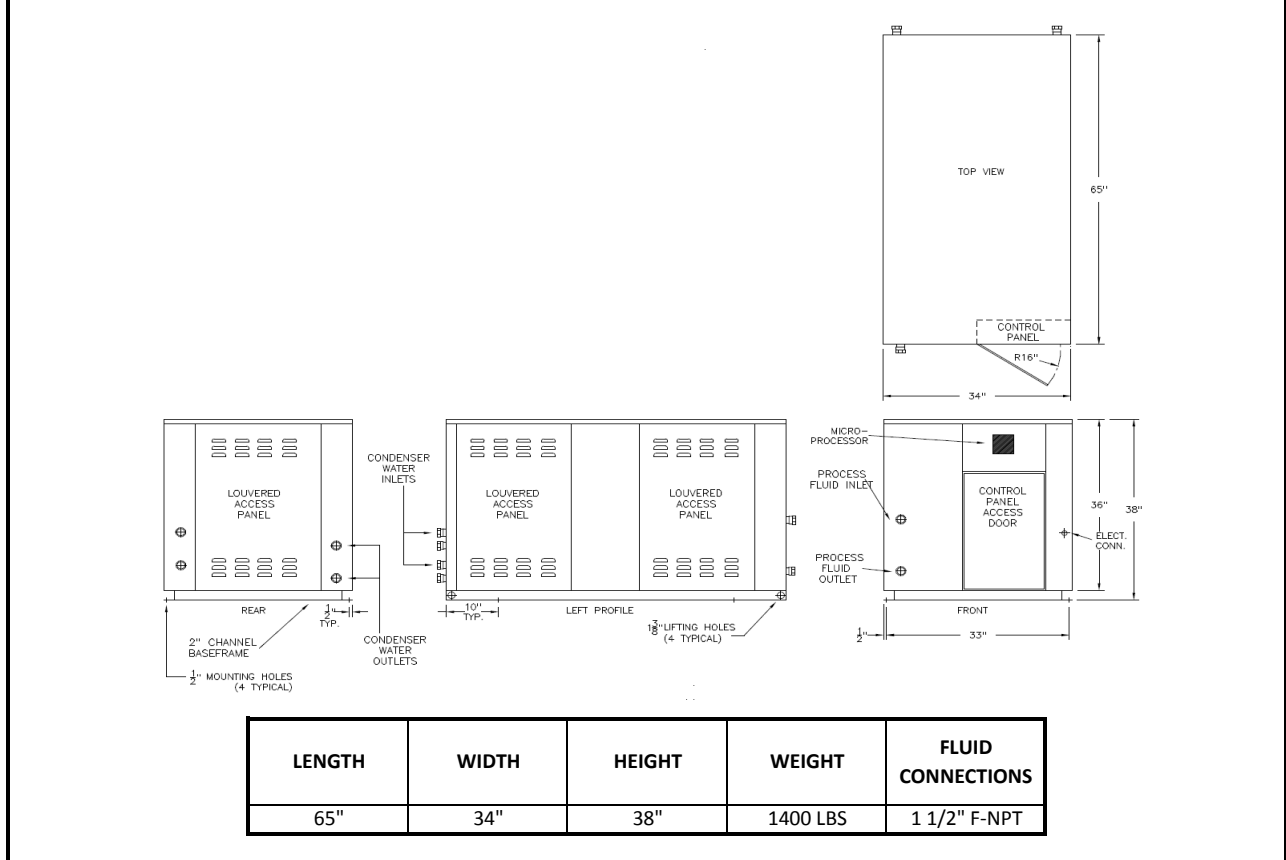 TOP VIEW
65"
CONTROL
PANEL
R16"
34"
LOUVERED
ACCESS
PANEL
REAR
1/2"
TYP.
2" CHANNEL
BASEFRAME
1/2" MOUNTING HOLES
(4 TYPICAL)
CONDENSER
WATER
OUTLETS
CONDENSER
WATER
INLETS
LOUVERED
ACCESS
PANEL
LOUVERED
ACCESS
PANEL
10"
TYP.
LEFT PROFILE
1 3/8" LIFTING HOLES
(4 TYPICAL)
MICRO-
PROCESSOR
PROCESS
FLUID INLET
PROCESS
FLUID
OUTLET
CONTROL
PANEL
ACCESS
DOOR
36"
38"
ELECT.
CONN.
FRONT
1/2"
33"
LENGTH WIDTH HEIGHT WEIGHT FLUID
CONNECTIONS
65" 34" 38" 1400 LBS 1 1/2" F-NPT